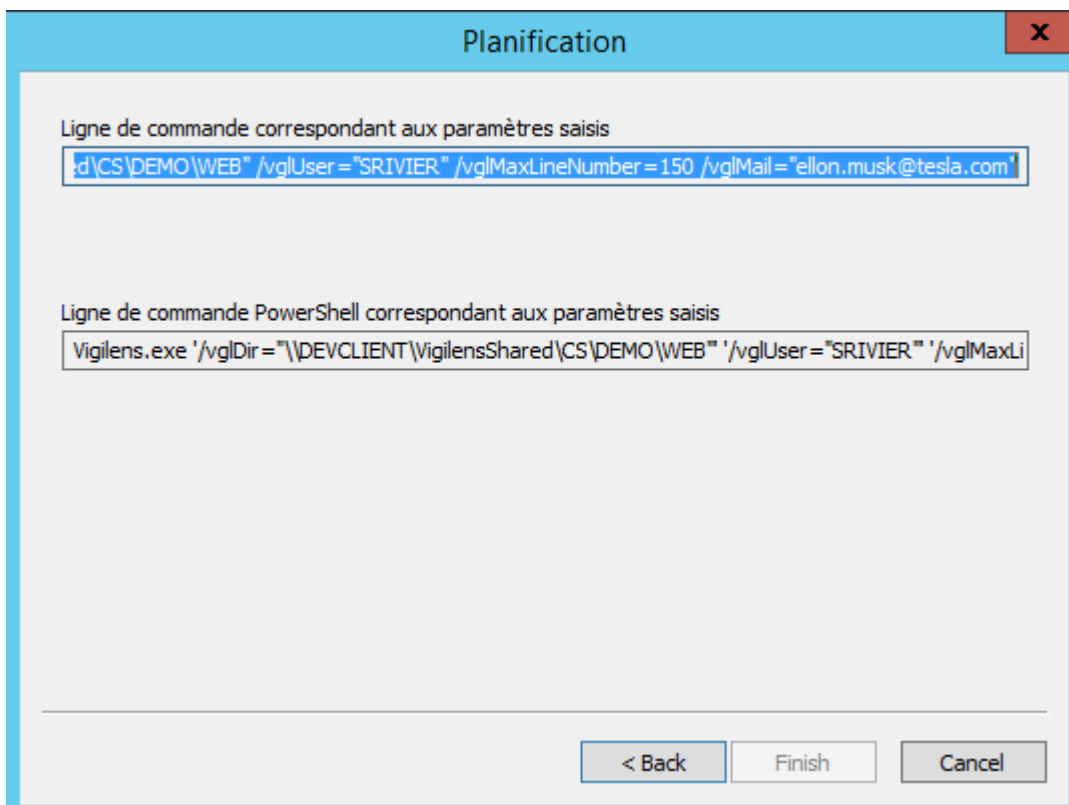 Planification
x
Ligne de commande correspondant aux paramètres saisis
d\CS\DEMO\WEB" /vglUser="SRIVIER" /vglMaxLineNumber=150 /vglMail="ellon.musk@tesla.com"
Ligne de commande PowerShell correspondant aux paramètres saisis
Vigilens.exe '/vglDir="\\DEVCLIENT\VigilensShared\CS\DEMO\WEB"' '/vglUser="SRIVIER"' '/vglMaxLi
< Back
Finish
Cancel